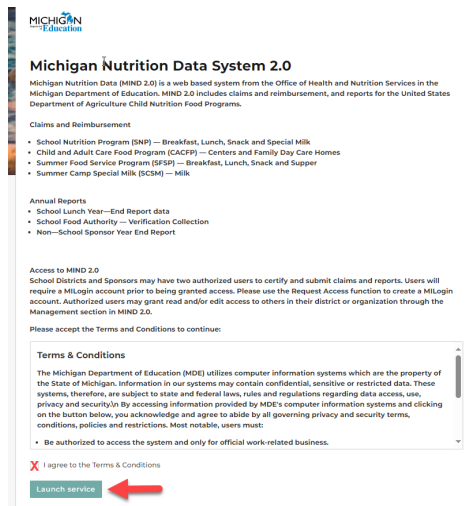 MICHIGAN
Department of
Education
Michigan Nutrition Data System 2.0
Michigan Nutrition Data (MIND 2.0) is a web based system from the Office of Health and Nutrition Services in the
Michigan Department of Education. MIND 2.0 includes claims and reimbursement, and reports for the United States
Department of Agriculture Child Nutrition Food Programs.
Claims and Reimbursement
• School Nutrition Program (SNP) — Breakfast, Lunch, Snack and Special Milk
• Child and Adult Care Food Program (CACFP) — Centers and Family Day Care Homes
• Summer Food Service Program (SFSP) — Breakfast, Lunch, Snack and Supper
• Summer Camp Special Milk (SCSM) — Milk
Annual Reports
• School Lunch Year—End Report data
• School Food Authority — Verification Collection
• Non—School Sponsor Year End Report
Access to MIND 2.0
School Districts and Sponsors may have two authorized users to certify and submit claims and reports. Users will
require a MILogin account prior to being granted access. Please use the Request Access function to create a MILogin
account. Authorized users may grant read and/or edit access to others in their district or organization through the
Management section in MIND 2.0.
Please accept the Terms and Conditions to continue:
Terms & Conditions
The Michigan Department of Education (MDE) utilizes computer information systems which are the property of
the State of Michigan. Information in our systems may contain confidential, sensitive or restricted data. These
systems, therefore, are subject to state and federal laws, rules and regulations regarding data access, use,
privacy and security.\n By accessing information provided by MDE's computer information systems and clicking
on the button below, you acknowledge and agree to abide by all governing privacy and security terms,
conditions, policies and restrictions. Most notable, users must:
• Be authorized to access the system and only for official work-related business.
X I agree to the Terms & Conditions
Launch service